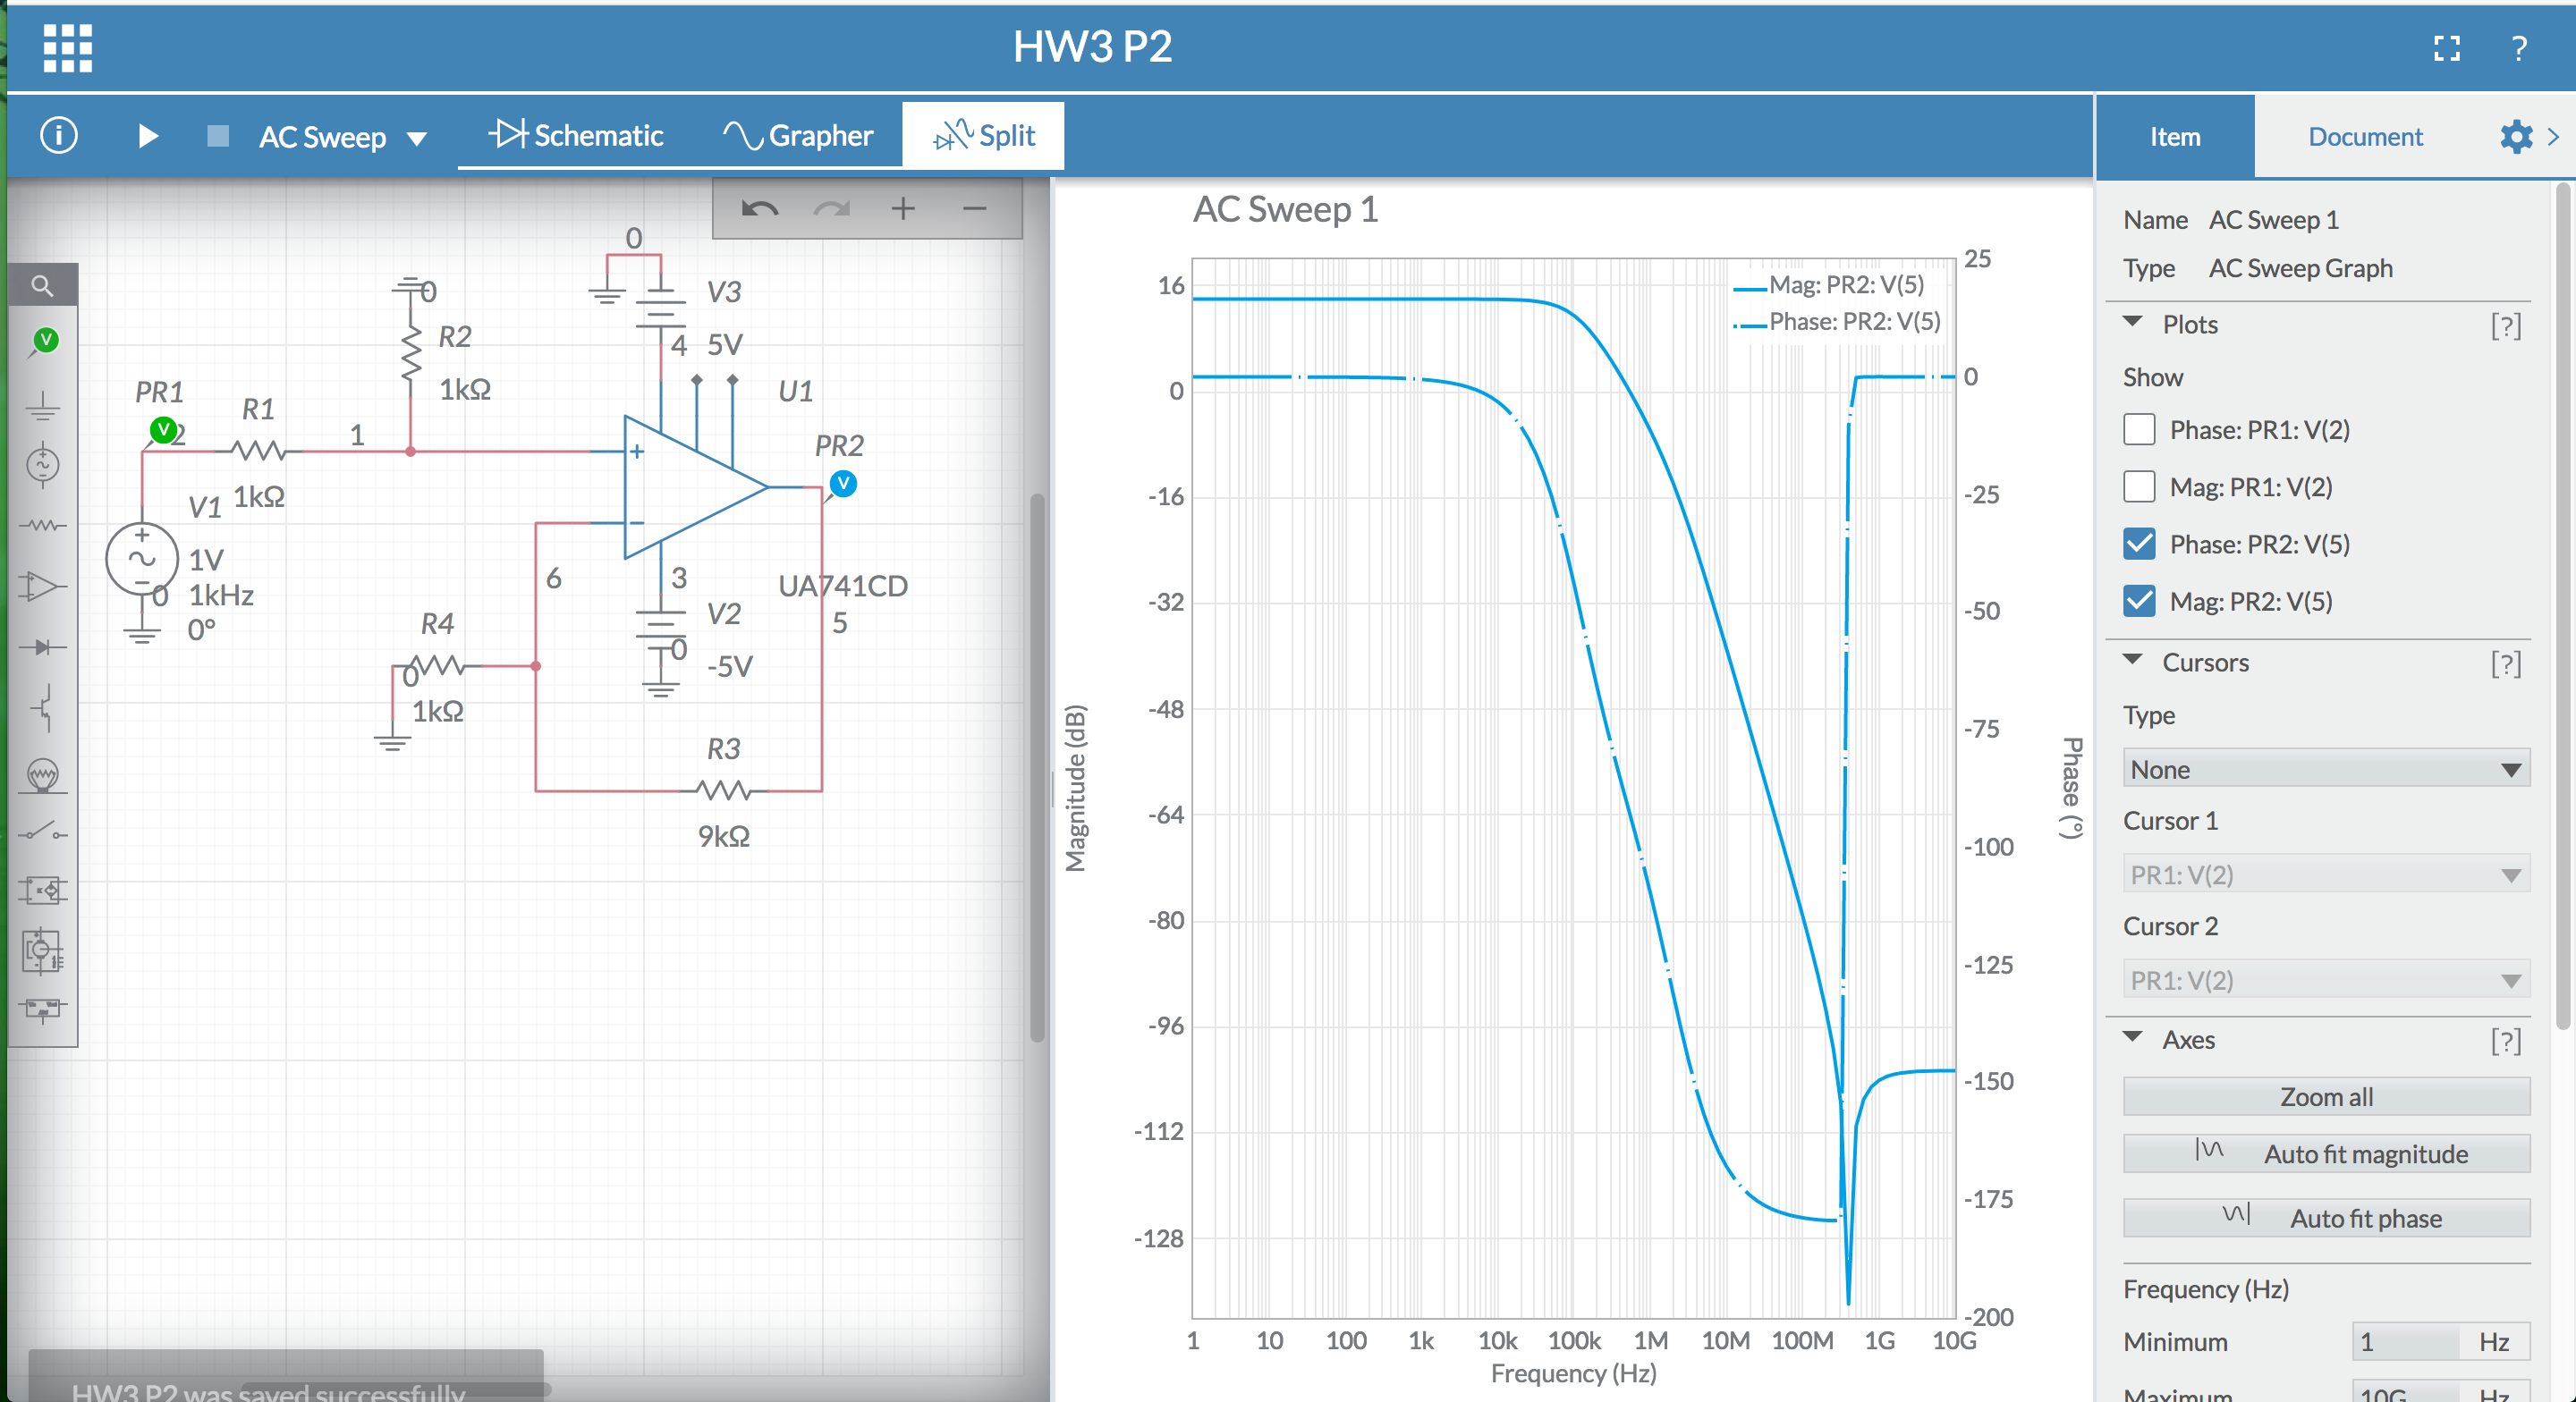 HW3 P2
?
i
AC Sweep
Schematic
Grapher
Split
Item
Document
0
V3
5V
4
0
R2
1kΩ
U1
PR1
V
2
R1
1kΩ
1
+
PR2
V
V1
1V
1kHz
0°
0
6
3
UA741CD
5
V2
-5V
0
R4
0
1kΩ
R3
9kΩ
V
HW3 P2 was saved successfully
AC Sweep 1
Mag: PR2: V(5)
Phase: PR2: V(5)
16
0
-16
-32
-48
-64
-80
-96
-112
-128
Magnitude (dB)
25
0
-25
-50
-75
-100
-125
-150
-175
-200
Phase (°)
1 10 100 1k 10k 100k 1M 10M 100M 1G 10G
Frequency (Hz)
Name AC Sweep 1
Type AC Sweep Graph
Plots [?]
Show
Phase: PR1: V(2)
Mag: PR1: V(2)
Phase: PR2: V(5)
Mag: PR2: V(5)
Cursors [?]
Type
None
Cursor 1
PR1: V(2)
Cursor 2
PR1: V(2)
Axes [?]
Zoom all
Auto fit magnitude
Auto fit phase
Frequency (Hz)
Minimum 1 Hz
Maximum 10G Hz